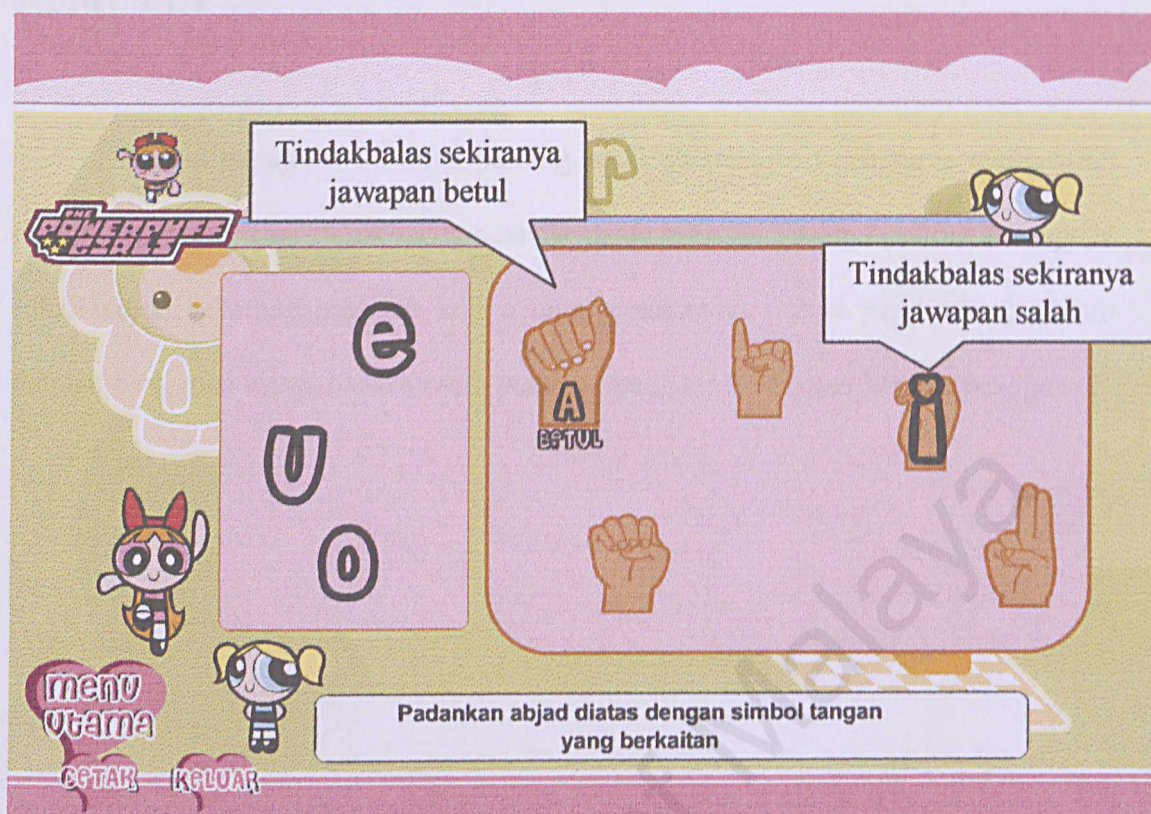 Tindakbalas sekiranya
jawapan betul
r
THE
POWERPUFF
GIRLS
Tindakbalas sekiranya
jawapan salah
e
A
i
BETUL
U
o
menu
utama
Padankan abjad diatas dengan simbol tangan
yang berkaitan
CETAK
KELUAR
f Malaya